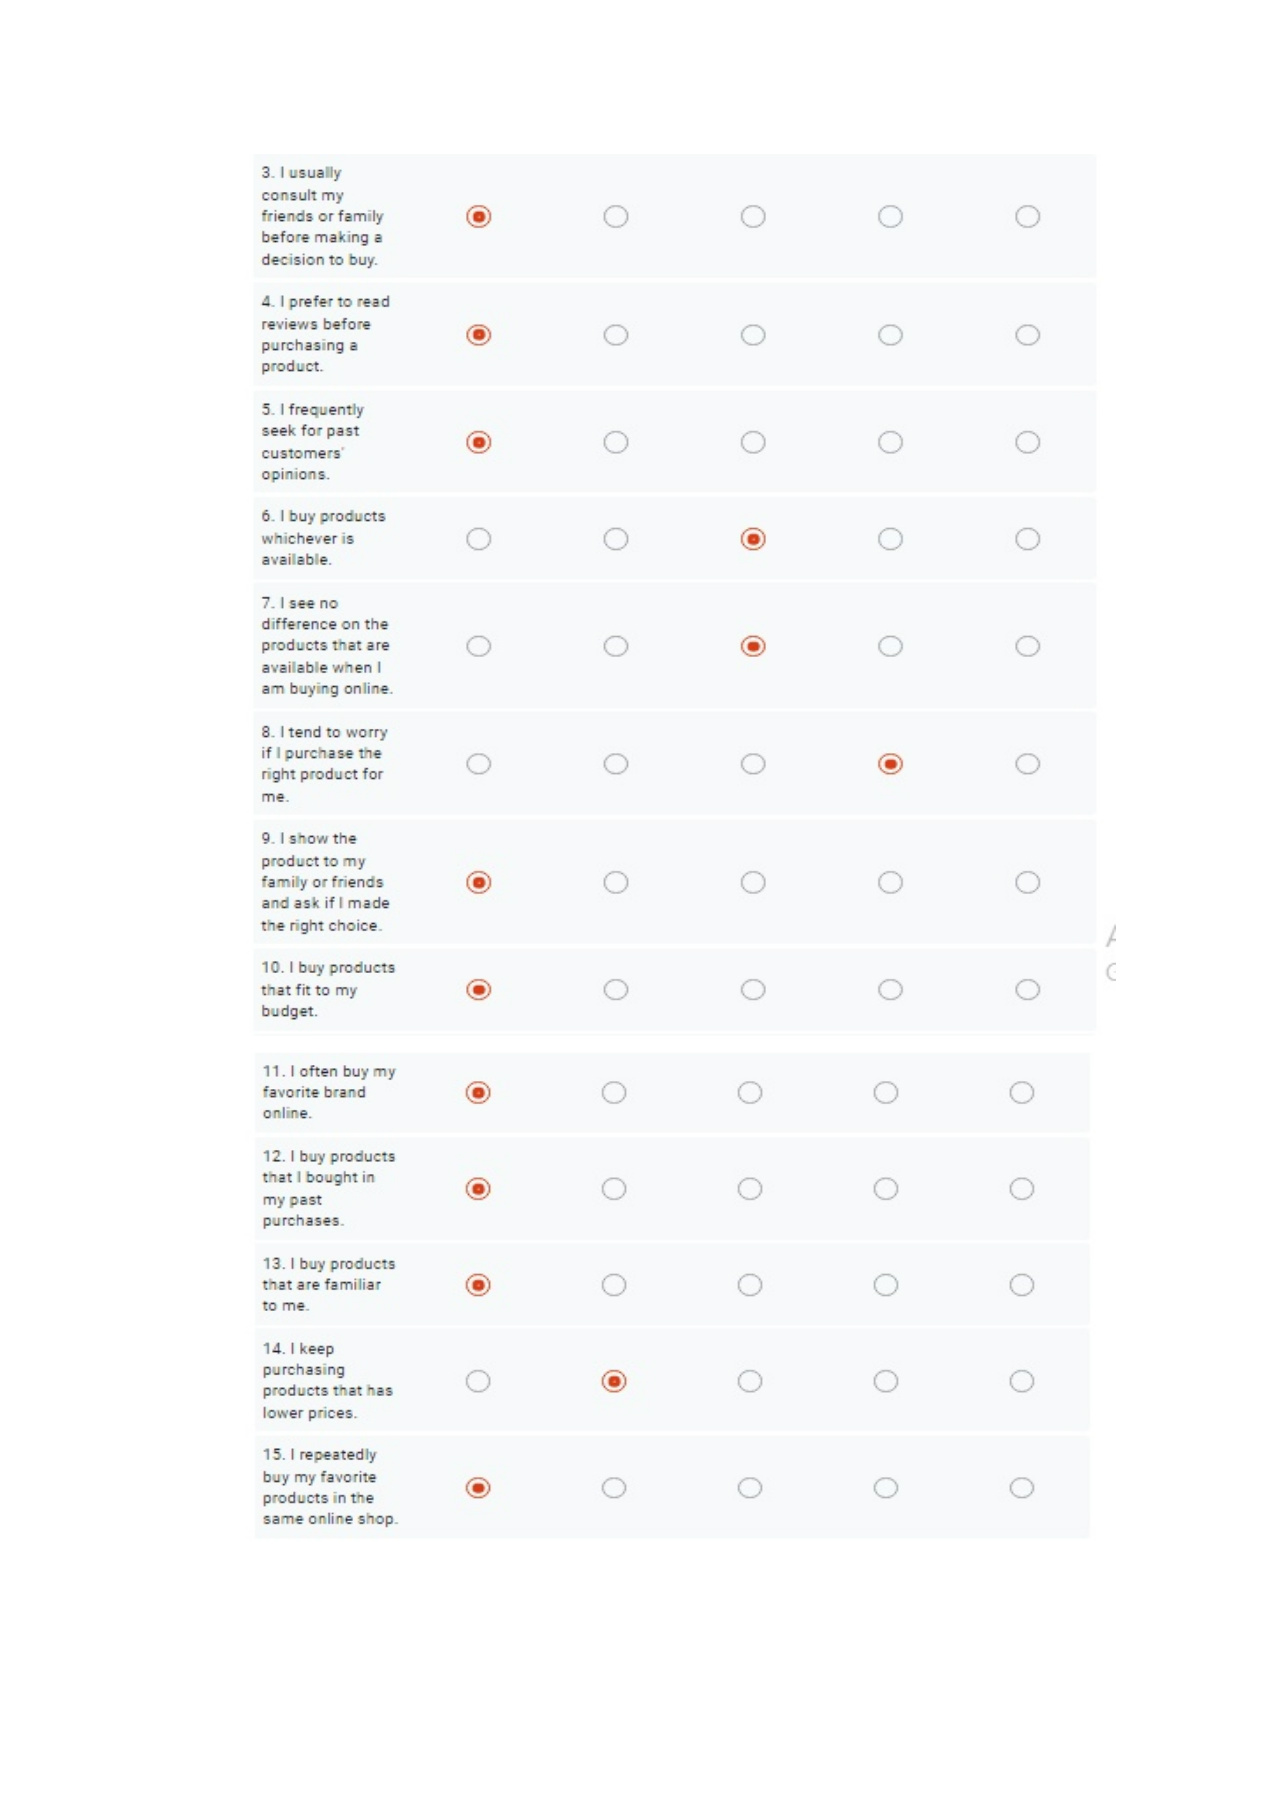 3. I usually
consult my
friends or family
before making a
decision to buy.
4. I prefer to read
reviews before
purchasing a
product.
5. I frequently
seek for past
customers'
opinions.
6. I buy products
whichever is
available.
7. I see no
difference on the
products that are
available when I
am buying online.
8. I tend to worry
if I purchase the
right product for
me.
9. I show the
product to my
family or friends
and ask if I made
the right choice.
10. I buy products
that fit to my
budget.
11. I often buy my
favorite brand
online.
12. I buy products
that I bought in
my past
purchases.
13. I buy products
that are familiar
to me.
14. I keep
purchasing
products that has
lower prices.
15. I repeatedly
buy my favorite
products in the
same online shop.